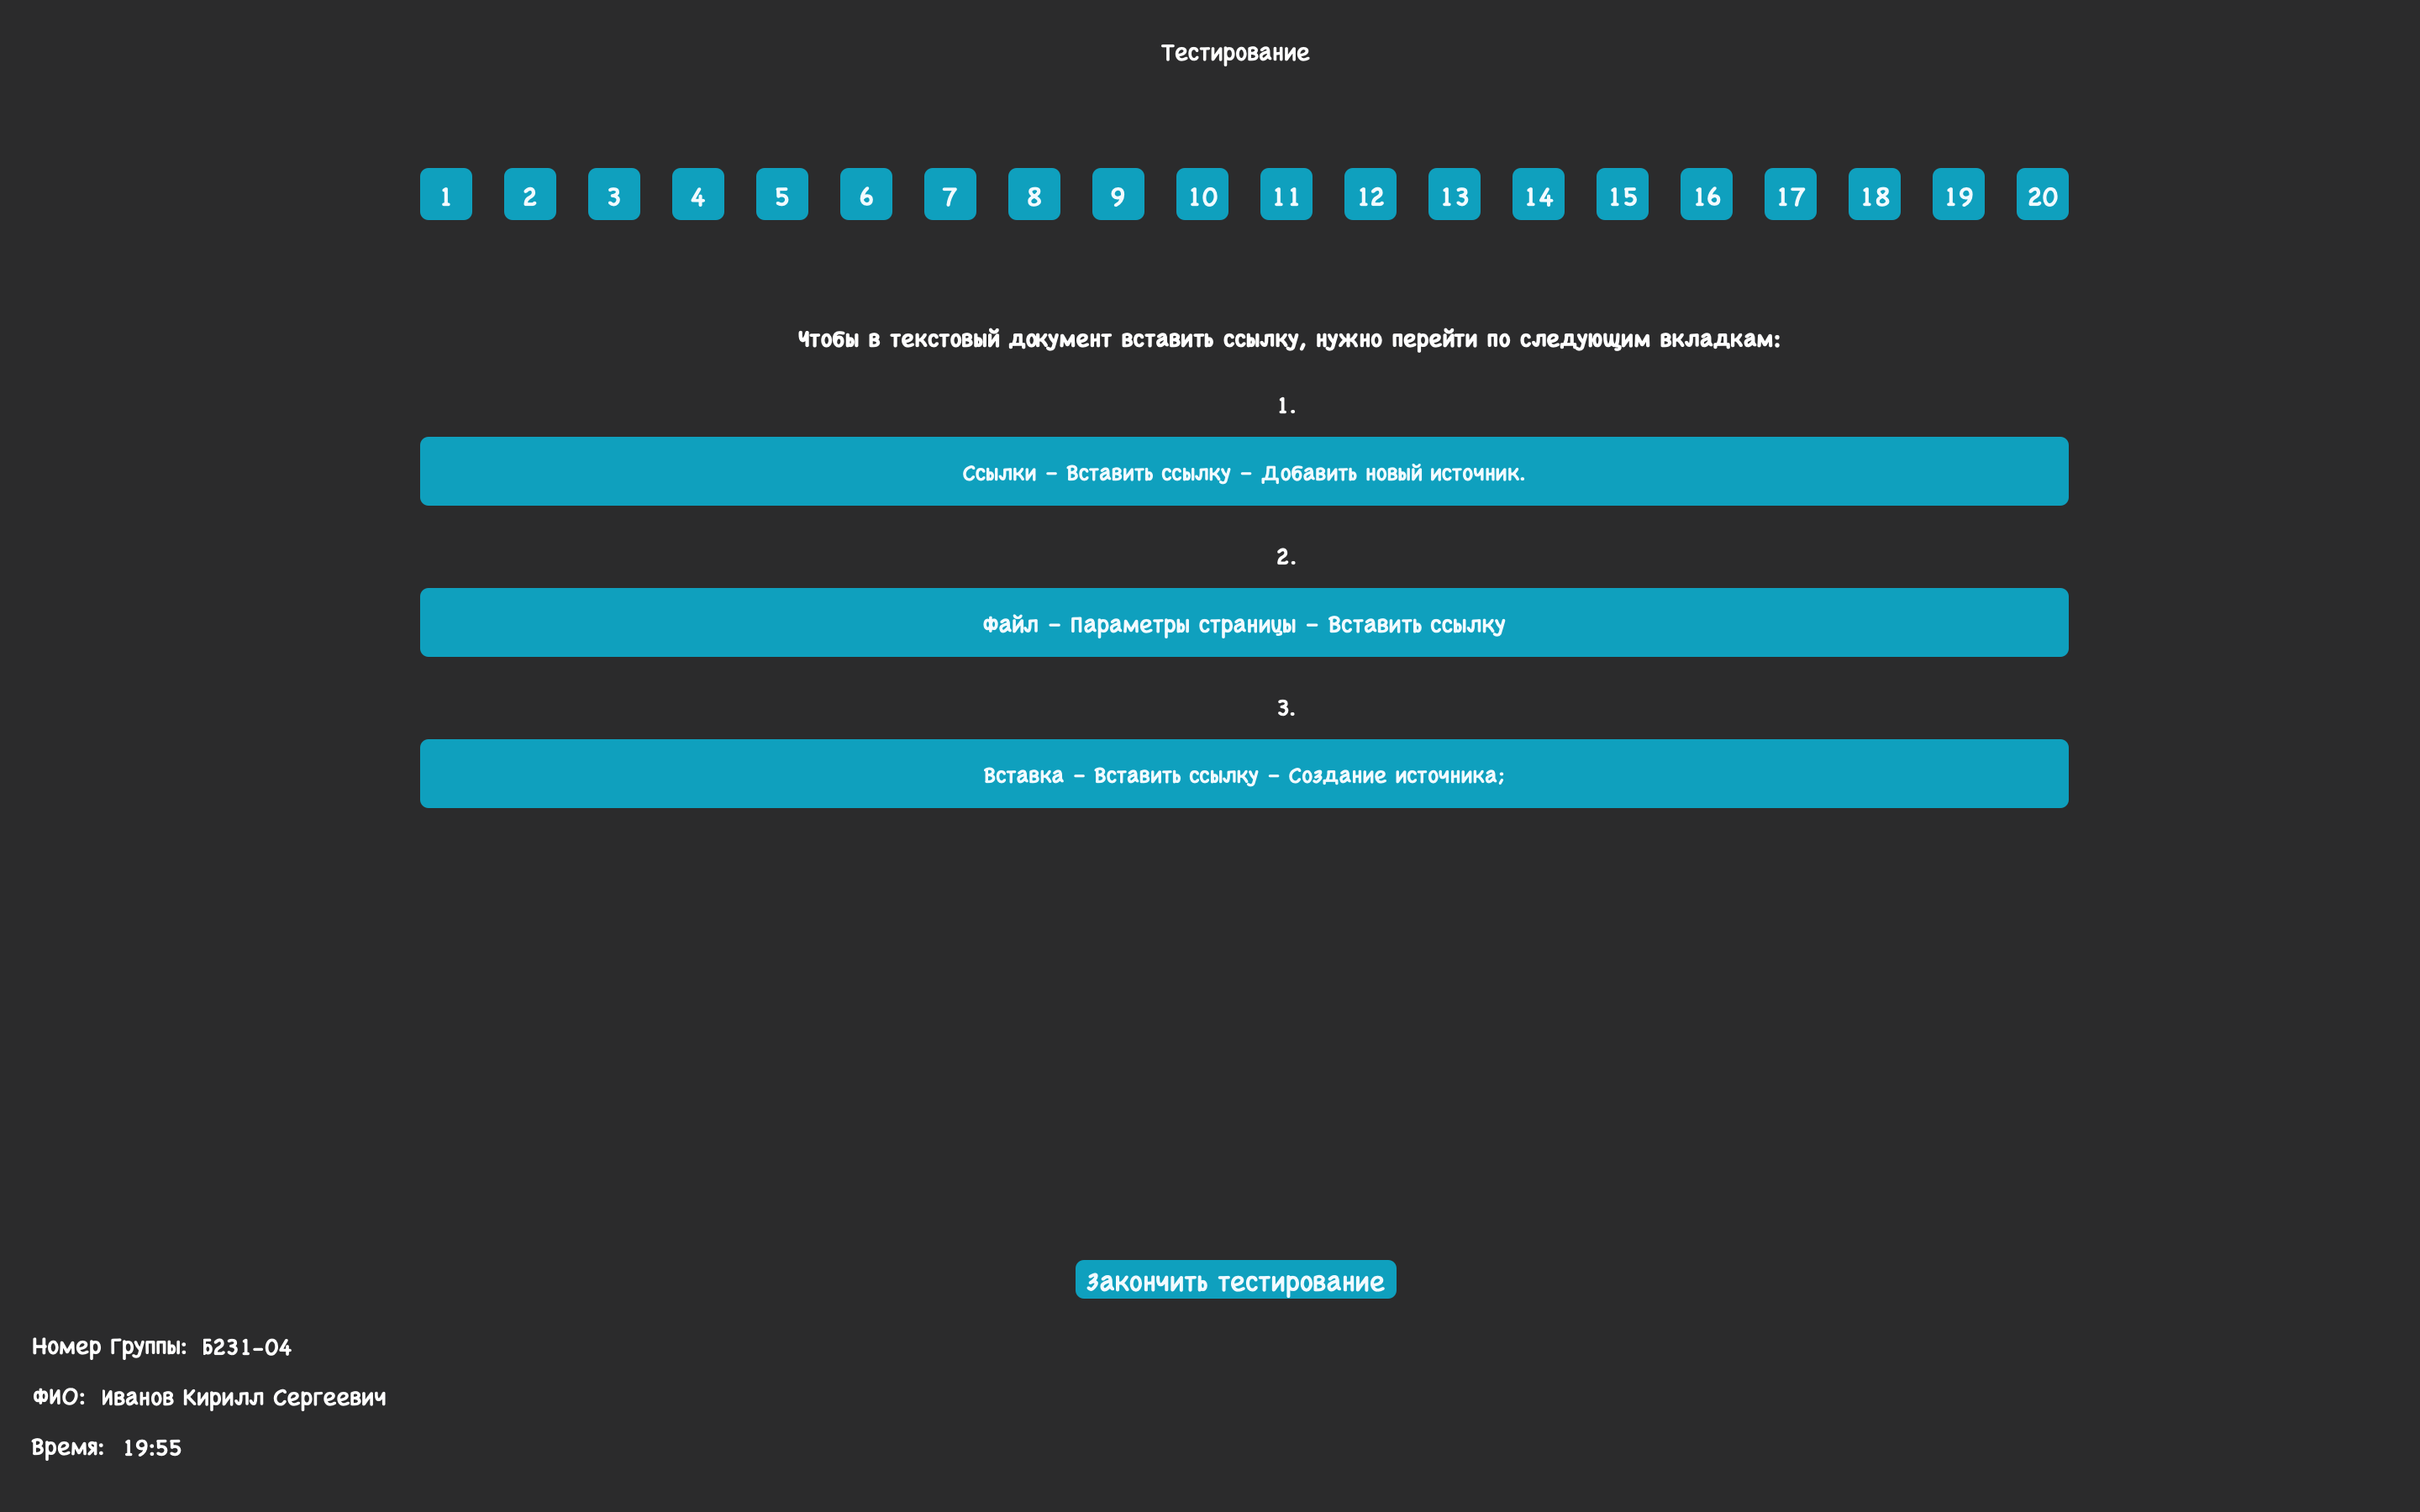 Тестирование
1 2 3 4 5 6 7 8 9 10 11 12 13 14 15 16 17 18 19 20
Чтобы в текстовый документ вставить ссылку, нужно перейти по следующим вкладкам:
1.
Ссылки - Вставить ссылку - Добавить новый источник.
2.
Файл - Параметры страницы - Вставить ссылку
3.
Вставка - Вставить ссылку - Создание источника;
Закончить тестирование
Номер Группы: Б231-04
ФИО: Иванов Кирилл Сергеевич
Время: 19:55